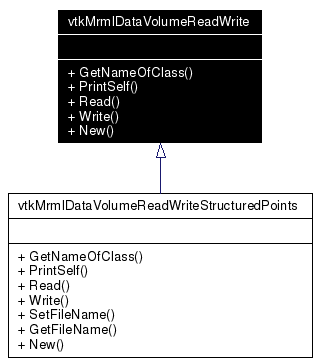 vtkMrmlDataVolumeReadWrite
+ GetNameOfClass()
+ PrintSelf()
+ Read()
+ Write()
+ New()
vtkMrmlDataVolumeReadWriteStructuredPoints
+ GetNameOfClass()
+ PrintSelf()
+ Read()
+ Write()
+ SetFileName()
+ GetFileName()
+ New()